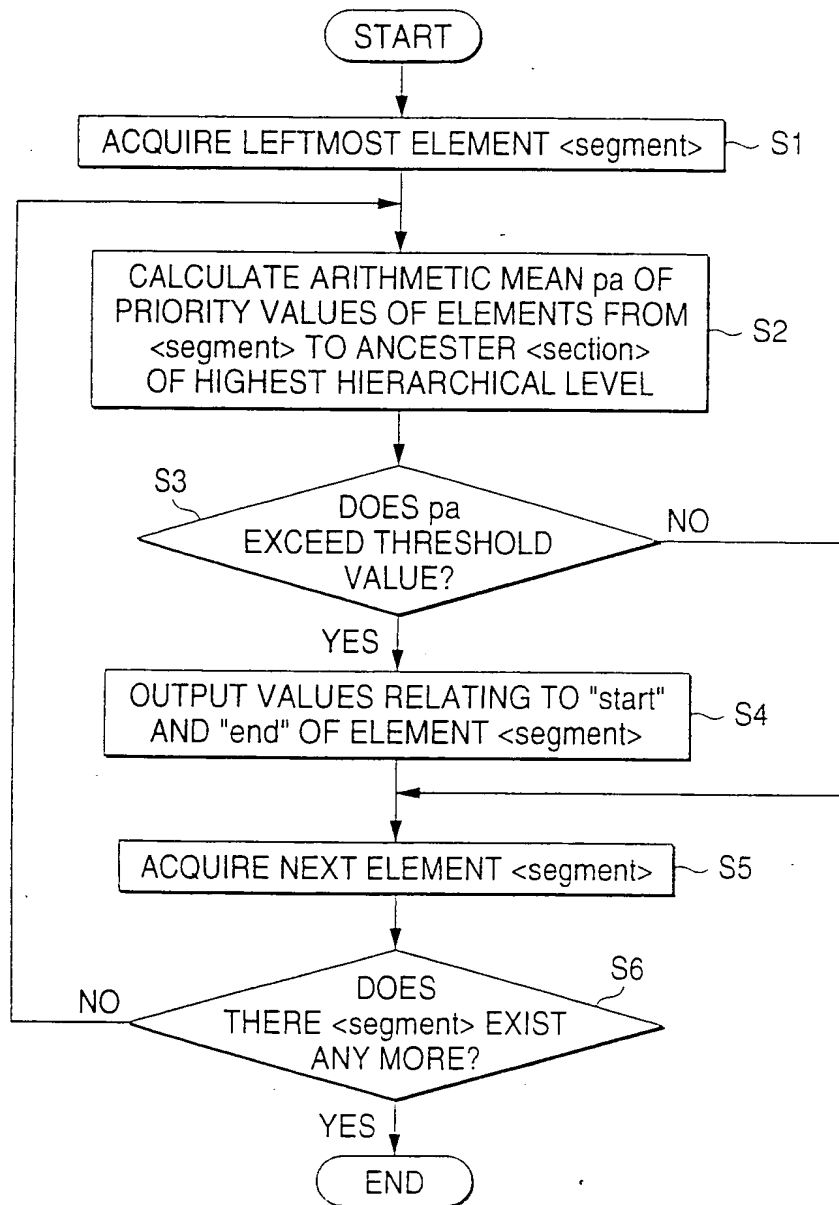 START
ACQUIRE LEFTMOST ELEMENT <segment>
S1
CALCULATE ARITHMETIC MEAN pa OF
PRIORITY VALUES OF ELEMENTS FROM
<segment> TO ANCESTER <section>
OF HIGHEST HIERARCHICAL LEVEL
S2
S3
DOES pa
EXCEED THRESHOLD
VALUE?
NO
YES
OUTPUT VALUES RELATING TO "start"
AND "end" OF ELEMENT <segment>
S4
ACQUIRE NEXT ELEMENT <segment>
S5
S6
DOES
THERE <segment> EXIST
ANY MORE?
NO
YES
END